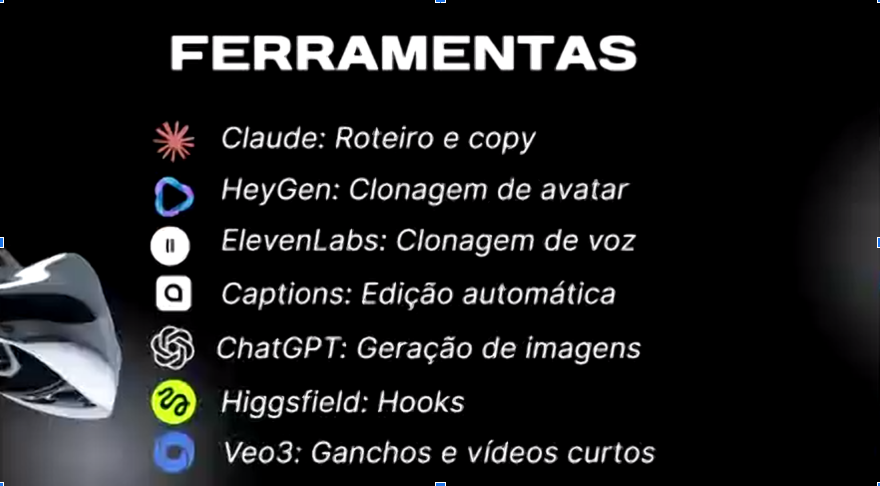 FERRAMENTAS
Claude: Roteiro e copy
HeyGen: Clonagem de avatar
ElevenLabs: Clonagem de voz
Captions: Edição automática
ChatGPT: Geração de imagens
Higgsfield: Hooks
Veo3: Ganchos e vídeos curtos